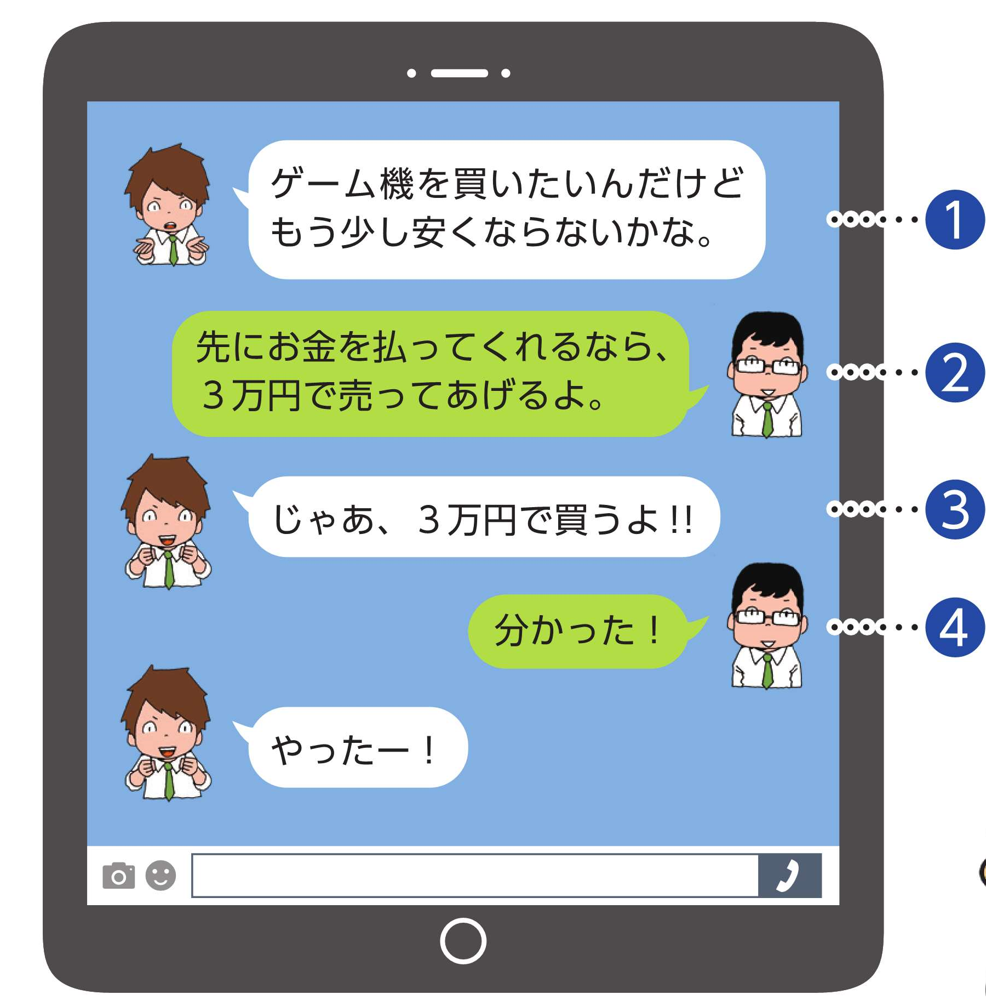 ゲーム機を買いたいんだけど
もう少し安くならないかな。
1
先にお金を払ってくれるなら、
３万円で売ってあげるよ。
2
じゃあ、３万円で買うよ!!
3
分かった！
4
やったー！